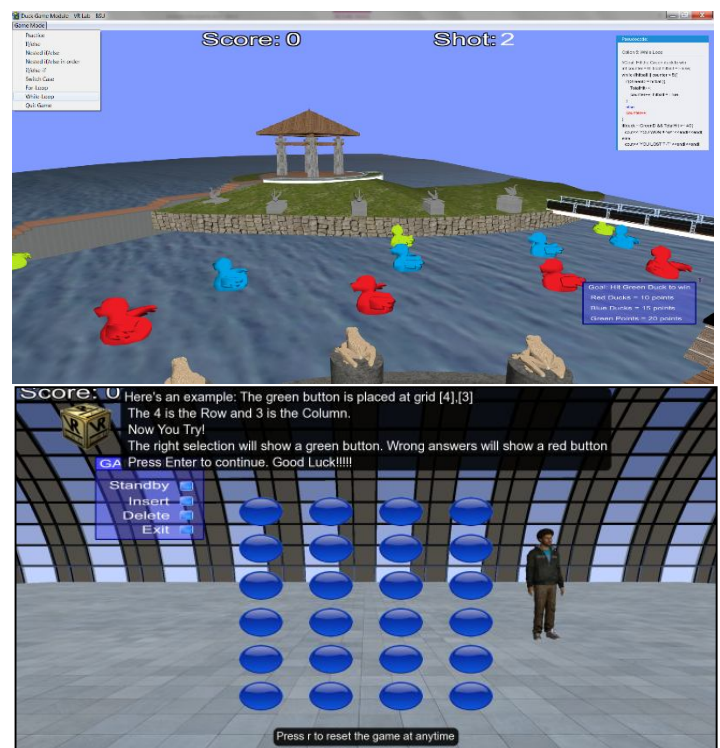 Duck Game Module VR Lab BSU
Game Mode
Practice
If/else
Nested if/else
Nested if/else in order
If/else-if
Switch Case
For-Loop
While-Loop
Quit Game
Score: 0
Shot: 2
Goal: Hit Green Duck to win
Red Ducks = 10 points
Blue Ducks = 15 points
Green Points = 20 points
Score: 0
Here's an example: The green button is placed at grid [4],[3]
The 4 is the Row and 3 is the Column.
Now You Try!
The right selection will show a green button. Wrong answers will show a red button
Press Enter to continue. Good Luck!!!!!
GA
Standby
Insert
Delete
Exit
Press r to reset the game at anytime